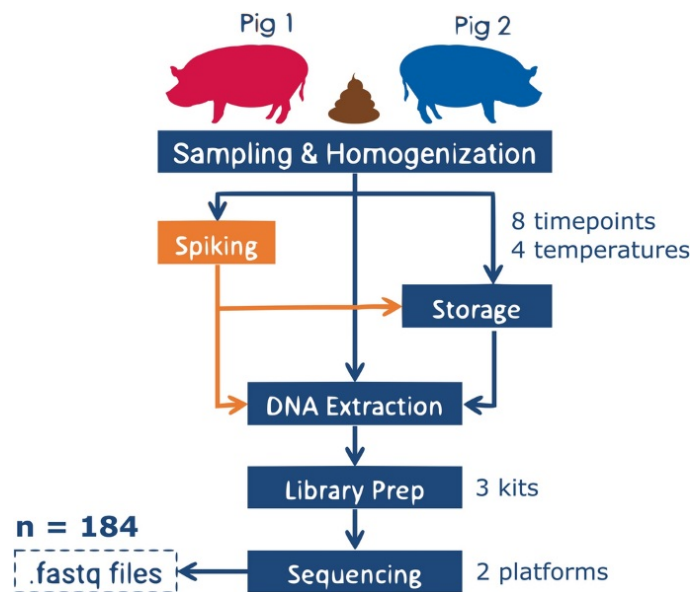 Pig 1
Pig 2
Sampling & Homogenization
Spiking
8 timepoints
4 temperatures
Storage
DNA Extraction
Library Prep
3 kits
n = 184
.fastq files
Sequencing
2 platforms